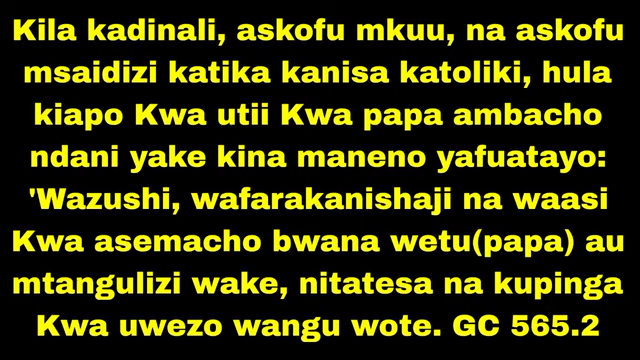 Kila kadinali, askofu mkuu, na askofu
msaidizi katika kanisa katoliki, hula
kiapo Kwa utii Kwa papa ambacho
ndani yake kina maneno yafuatayo:
'Wazushi, wafarakanishaji na waasi
Kwa asemacho bwana wetu(papa) au
mtangulizi wake, nitatesa na kupinga
Kwa uwezo wangu wote. GC 565.2